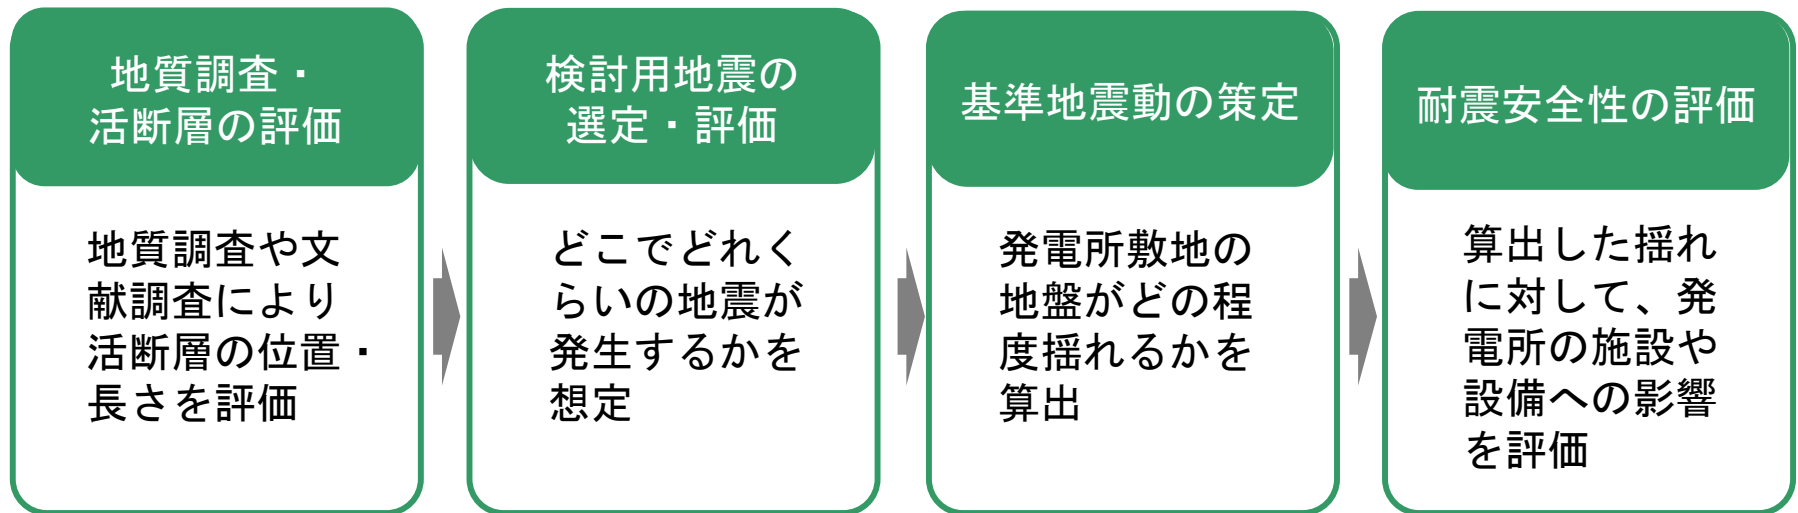 地質調査・
活断層の評価
地質調査や文
献調査により
活断層の位置・
長さを評価
検討用地震の
選定・評価
どこでどれく
らいの地震が
発生するかを
想定
基準地震動の策定
発電所敷地の
地盤がどの程
度揺れるかを
算出
耐震安全性の評価
算出した揺れ
に対して、発
電所の施設や
設備への影響
を評価